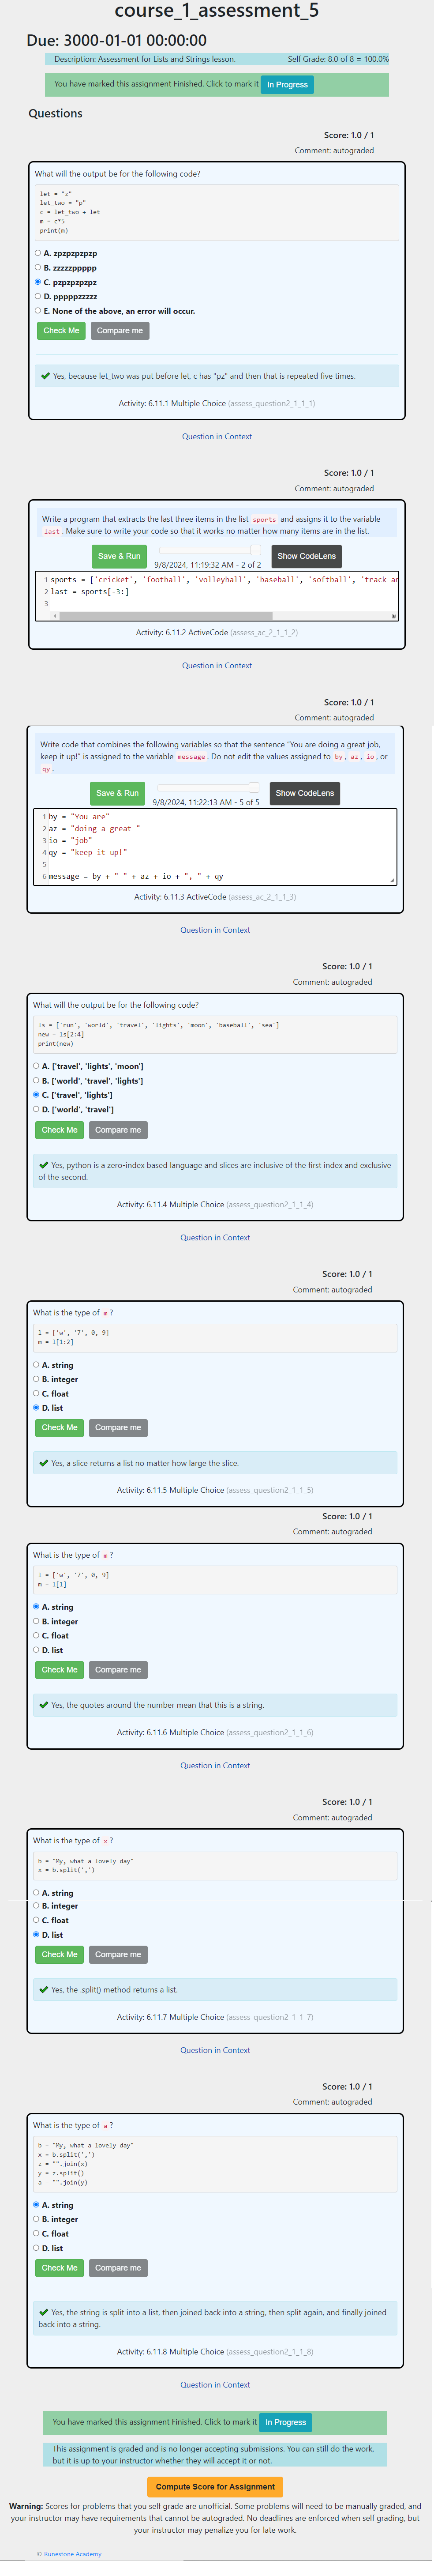 course_1_assessment_5
Due: 3000-01-01 00:00:00
Description: Assessment for Lists and Strings lesson.
Self Grade: 8.0 of 8 = 100.0%
You have marked this assignment Finished. Click to mark it In Progress
Questions
Score: 1.0 / 1
Comment: autograded
What will the output be for the following code?
let = "z"
let_two = "p"
c = let_two + let
m = c*5
print(m)
A. zpzpzpzpzp
B. zzzzzppppp
C. pzpzpzpzpz
D. pppppzzzzz
E. None of the above, an error will occur.
Check Me Compare me
✔ Yes, because let_two was put before let, c has "pz" and then that is repeated five times.
Activity: 6.11.1 Multiple Choice (assess_question2_1_1_1)
Question in Context
Score: 1.0 / 1
Comment: autograded
Write a program that extracts the last three items in the list sports and assigns it to the variable
last . Make sure to write your code so that it works no matter how many items are in the list.
Save & Run
9/8/2024, 11:19:32 AM - 2 of 2
Show CodeLens
1 sports = ['cricket', 'football', 'volleyball', 'baseball', 'softball', 'track an
2 last = sports[-3:]
3
Activity: 6.11.2 ActiveCode (assess_ac_2_1_1_2)
Question in Context
Score: 1.0 / 1
Comment: autograded
Write code that combines the following variables so that the sentence "You are doing a great job,
keep it up!" is assigned to the variable message . Do not edit the values assigned to by , az , io , or
qy .
Save & Run
9/8/2024, 11:22:13 AM - 5 of 5
Show CodeLens
1 by = "You are"
2 az = "doing a great "
3 io = "job"
4 qy = "keep it up!"
5
6 message = by + " " + az + io + ", " + qy
Activity: 6.11.3 ActiveCode (assess_ac_2_1_1_3)
Question in Context
Score: 1.0 / 1
Comment: autograded
What will the output be for the following code?
ls = ['run', 'world', 'travel', 'lights', 'moon', 'baseball', 'sea']
new = ls[2:4]
print(new)
A. ['travel', 'lights', 'moon']
B. ['world', 'travel', 'lights']
C. ['travel', 'lights']
D. ['world', 'travel']
Check Me Compare me
✔ Yes, python is a zero-index based language and slices are inclusive of the first index and exclusive
of the second.
Activity: 6.11.4 Multiple Choice (assess_question2_1_1_4)
Question in Context
Score: 1.0 / 1
Comment: autograded
What is the type of m ?
l = ['w', '7', 0, 9]
m = l[1:2]
A. string
B. integer
C. float
D. list
Check Me Compare me
✔ Yes, a slice returns a list no matter how large the slice.
Activity: 6.11.5 Multiple Choice (assess_question2_1_1_5)
Score: 1.0 / 1
Comment: autograded
What is the type of m ?
l = ['w', '7', 0, 9]
m = l[1]
A. string
B. integer
C. float
D. list
Check Me Compare me
✔ Yes, the quotes around the number mean that this is a string.
Activity: 6.11.6 Multiple Choice (assess_question2_1_1_6)
Question in Context
Score: 1.0 / 1
Comment: autograded
What is the type of x ?
b = "My, what a lovely day"
x = b.split(',')
A. string
B. integer
C. float
D. list
Check Me Compare me
✔ Yes, the .split() method returns a list.
Activity: 6.11.7 Multiple Choice (assess_question2_1_1_7)
Question in Context
Score: 1.0 / 1
Comment: autograded
What is the type of a ?
b = "My, what a lovely day"
x = b.split(',')
z = "".join(x)
y = z.split()
a = "".join(y)
A. string
B. integer
C. float
D. list
Check Me Compare me
✔ Yes, the string is split into a list, then joined back into a string, then split again, and finally joined
back into a string.
Activity: 6.11.8 Multiple Choice (assess_question2_1_1_8)
Question in Context
You have marked this assignment Finished. Click to mark it In Progress
This assignment is graded and is no longer accepting submissions. You can still do the work,
but it is up to your instructor whether they will accept it or not.
Compute Score for Assignment
Warning: Scores for problems that you self grade are unofficial. Some problems will need to be manually graded, and
your instructor may have requirements that cannot be autograded. No deadlines are enforced when self grading, but
your instructor may penalize you for late work.
© Runestone Academy